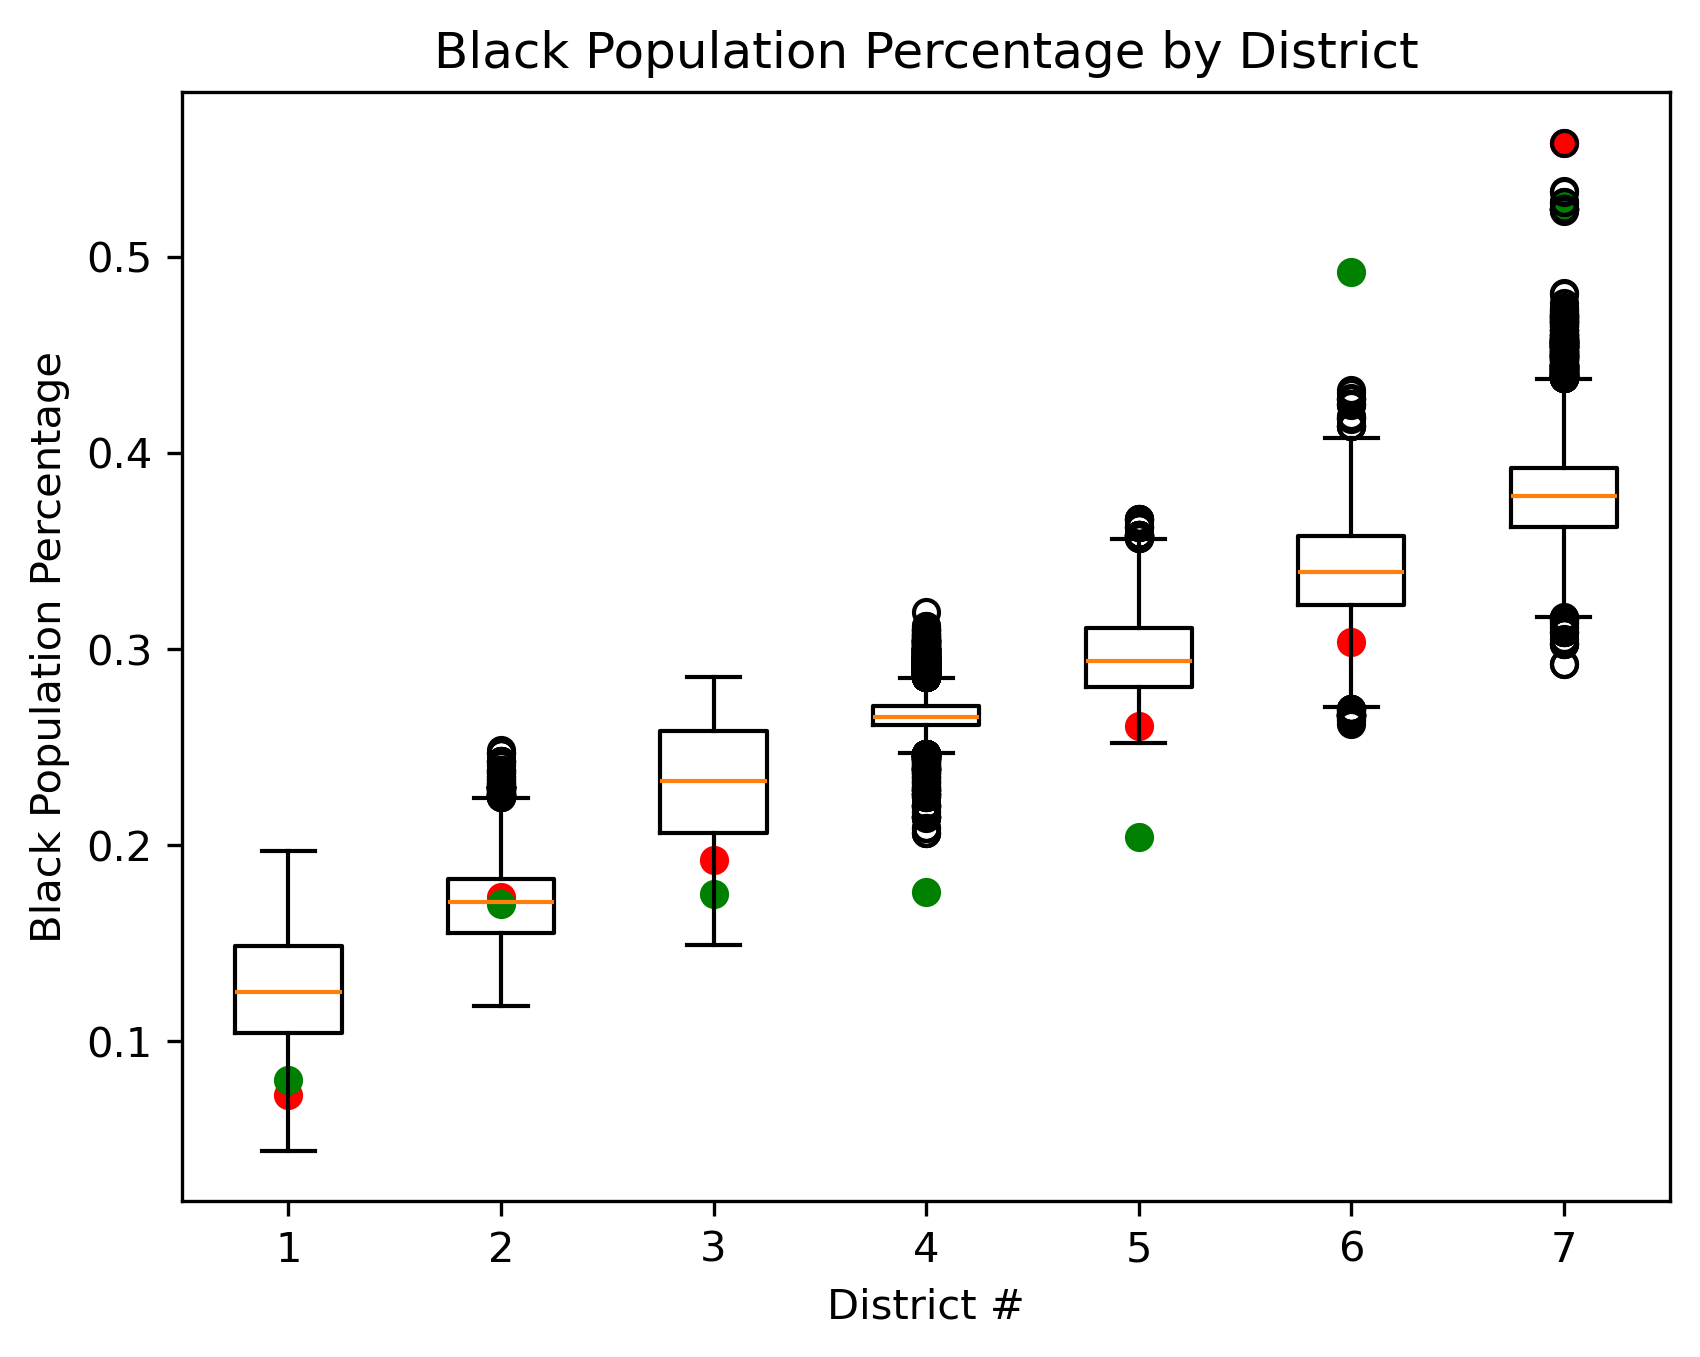 Black Population Percentage by District
Black Population Percentage
0.5
0.4
0.3
0.2
0.1
1 2 3 4 5 6 7
District #